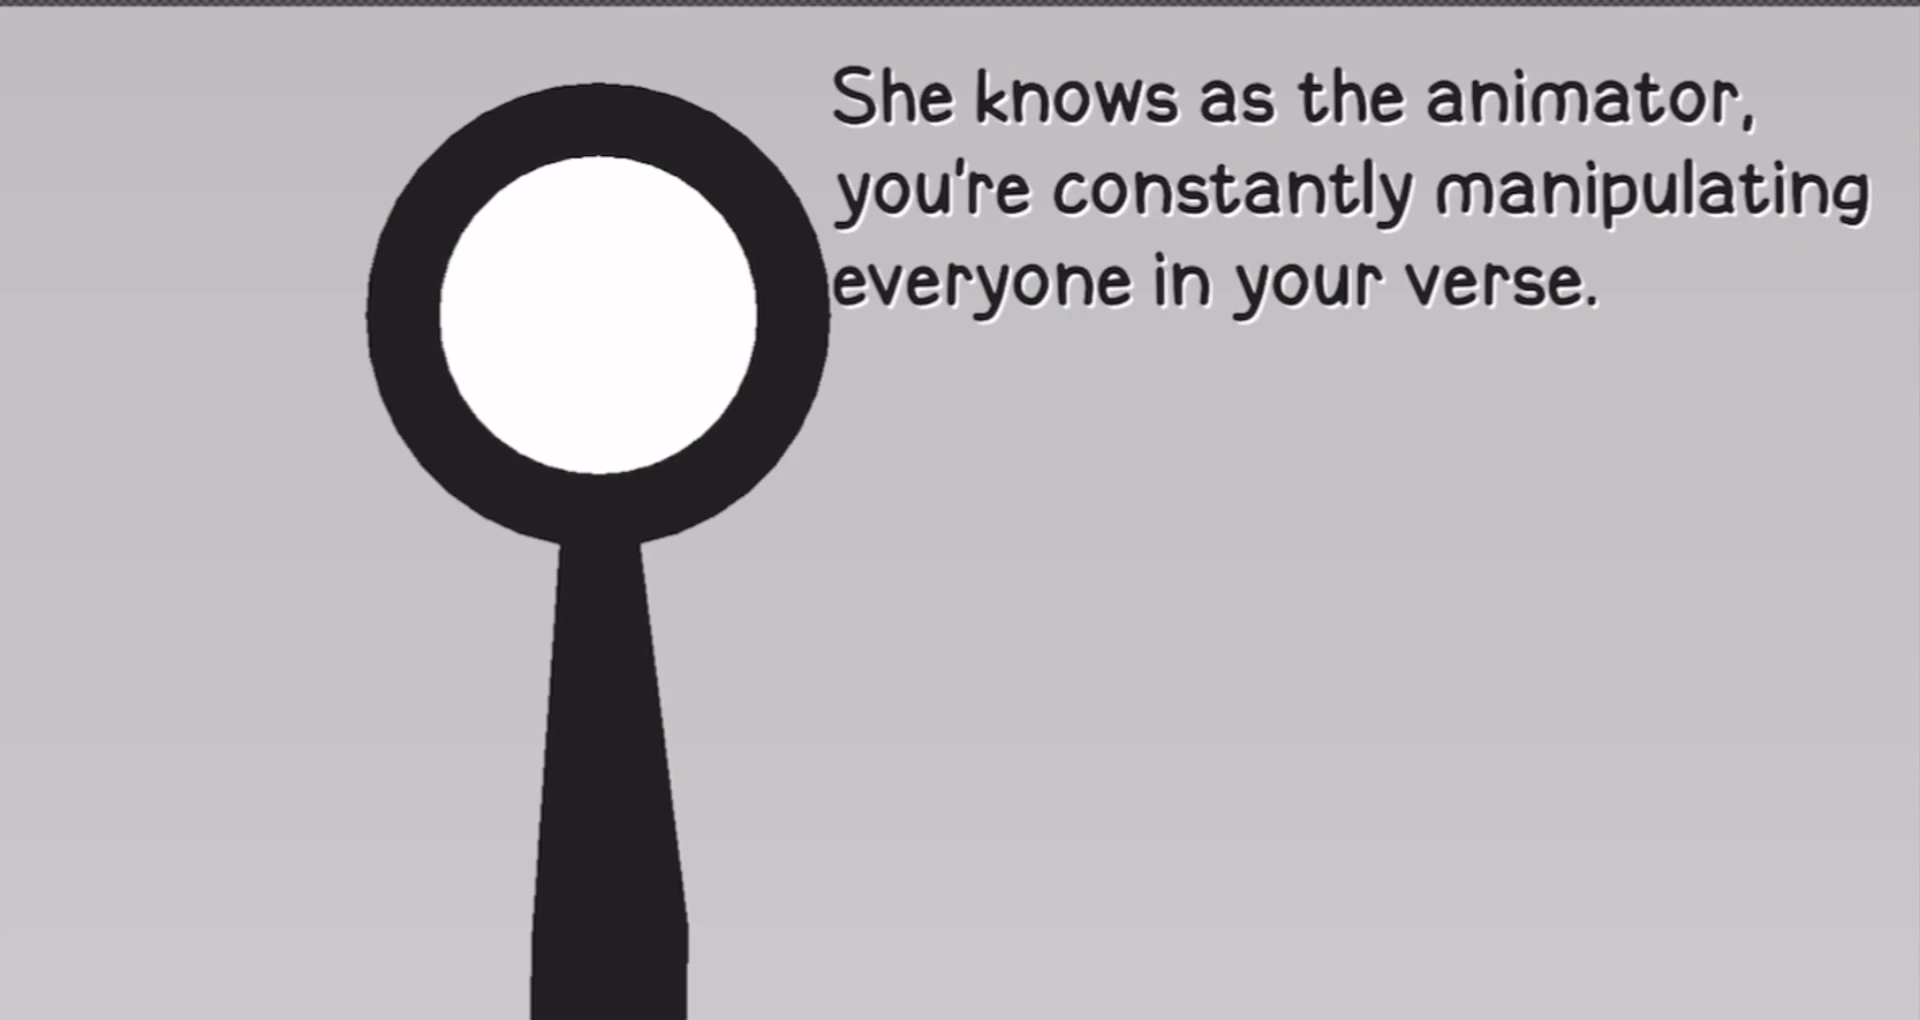 She knows as the animator,
you're constantly manipulating
everyone in your verse.